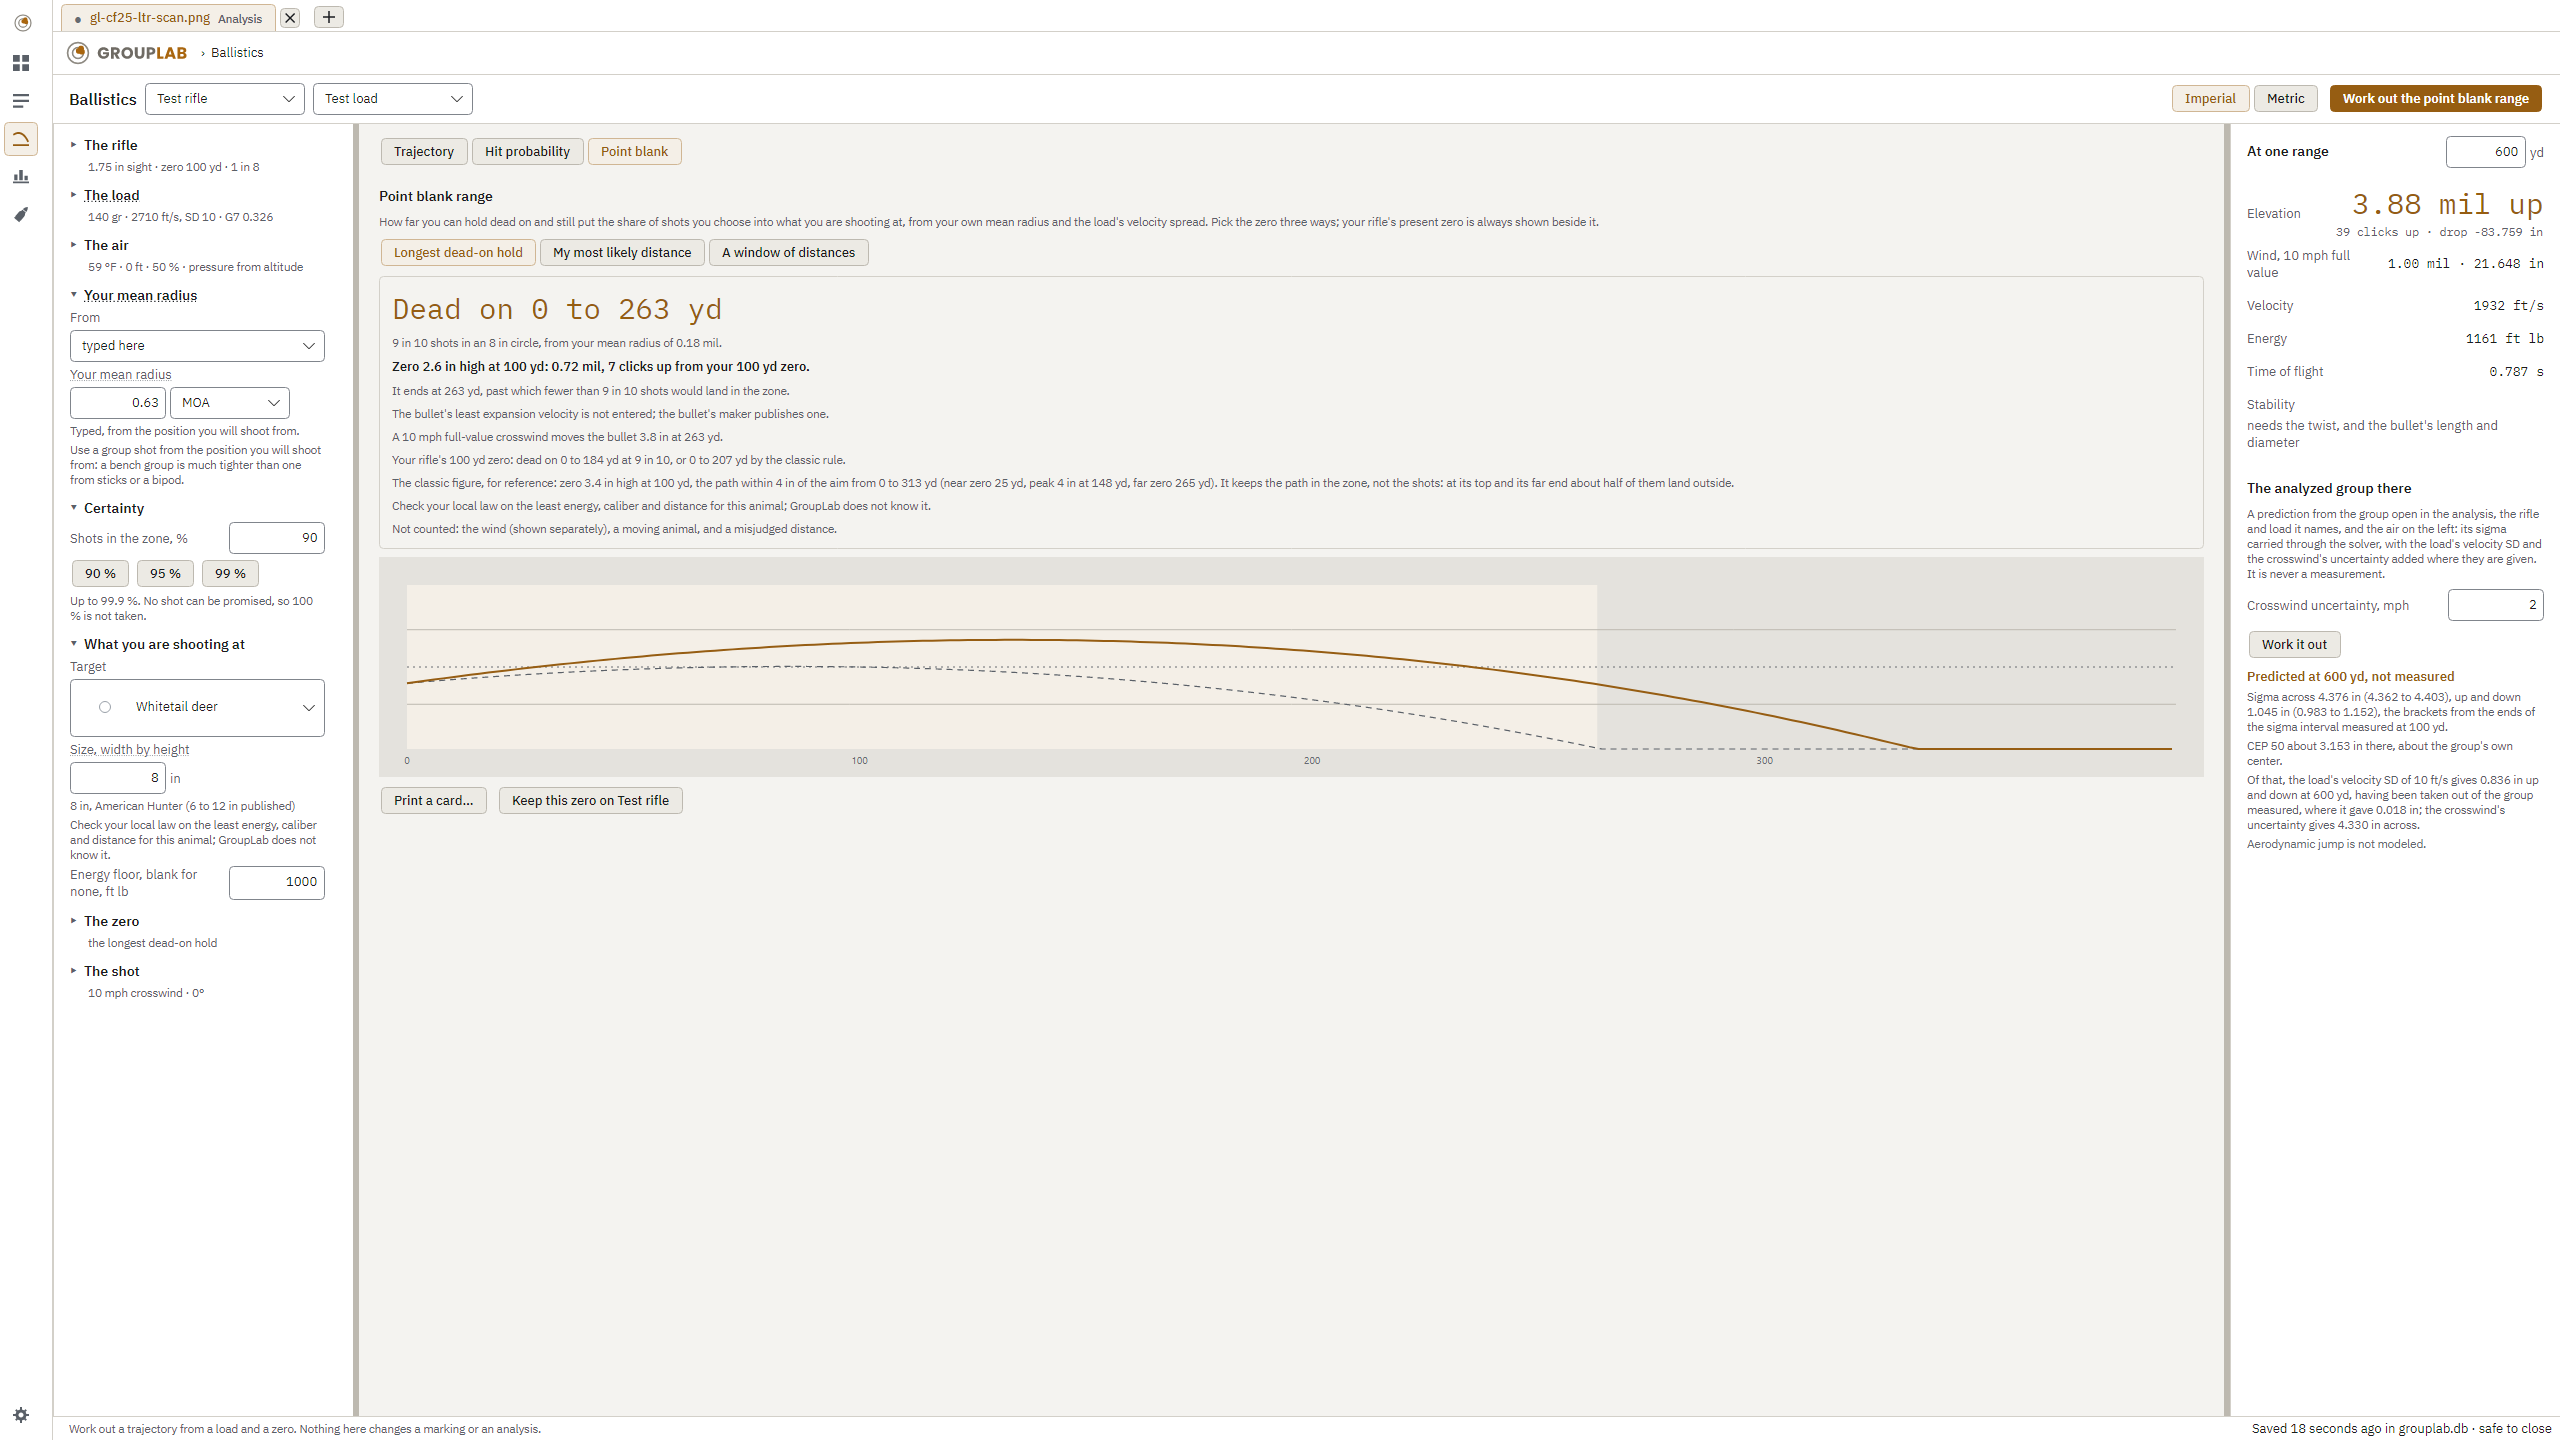 gl-cf25-ltr-scan.png Analysis
GROUPLAB › Ballistics
Ballistics
Test rifle
Test load
Imperial
Metric
Work out the point blank range
The rifle
1.75 in sight · zero 100 yd · 1 in 8
The load
140 gr · 2710 ft/s, SD 10 · G7 0.326
The air
59 °F · 0 ft · 50 % · pressure from altitude
Your mean radius
From
typed here
Your mean radius
0.63
MOA
Typed, from the position you will shoot from.
Use a group shot from the position you will shoot
from: a bench group is much tighter than one
from sticks or a bipod.
Certainty
Shots in the zone, %
90
90 %
95 %
99 %
Up to 99.9 %. No shot can be promised, so 100
% is not taken.
What you are shooting at
Target
Whitetail deer
Size, width by height
8 in
8 in, American Hunter (6 to 12 in published)
Check your local law on the least energy, caliber
and distance for this animal; GroupLab does not
know it.
Energy floor, blank for
none, ft lb
1000
The zero
the longest dead-on hold
The shot
10 mph crosswind · 0°
Trajectory
Hit probability
Point blank
Point blank range
How far you can hold dead on and still put the share of shots you choose into what you are shooting at, from your own mean radius and the load's velocity spread. Pick the zero three ways; your rifle's present zero is always shown beside it.
Longest dead-on hold
My most likely distance
A window of distances
Dead on 0 to 263 yd
9 in 10 shots in an 8 in circle, from your mean radius of 0.18 mil.
Zero 2.6 in high at 100 yd: 0.72 mil, 7 clicks up from your 100 yd zero.
It ends at 263 yd, past which fewer than 9 in 10 shots would land in the zone.
The bullet's least expansion velocity is not entered; the bullet's maker publishes one.
A 10 mph full-value crosswind moves the bullet 3.8 in at 263 yd.
Your rifle's 100 yd zero: dead on 0 to 184 yd at 9 in 10, or 0 to 207 yd by the classic rule.
The classic figure, for reference: zero 3.4 in high at 100 yd, the path within 4 in of the aim from 0 to 313 yd (near zero 25 yd, peak 4 in at 148 yd, far zero 265 yd). It keeps the path in the zone, not the shots: at its top and its far end about half of them land outside.
Check your local law on the least energy, caliber and distance for this animal; GroupLab does not know it.
Not counted: the wind (shown separately), a moving animal, and a misjudged distance.
0
100
200
300
Print a card...
Keep this zero on Test rifle
At one range
600 yd
Elevation
3.88 mil up
39 clicks up · drop -83.759 in
Wind, 10 mph full
value
1.00 mil · 21.648 in
Velocity
1932 ft/s
Energy
1161 ft lb
Time of flight
0.787 s
Stability
needs the twist, and the bullet's length and
diameter
The analyzed group there
A prediction from the group open in the analysis, the rifle
and load it names, and the air on the left: its sigma
carried through the solver, with the load's velocity SD and
the crosswind's uncertainty added where they are given.
It is never a measurement.
Crosswind uncertainty, mph
2
Work it out
Predicted at 600 yd, not measured
Sigma across 4.376 in (4.362 to 4.403), up and down
1.045 in (0.983 to 1.152), the brackets from the ends of
the sigma interval measured at 100 yd.
CEP 50 about 3.153 in there, about the group's own
center.
Of that, the load's velocity SD of 10 ft/s gives 0.836 in up
and down at 600 yd, having been taken out of the group
measured, where it gave 0.018 in; the crosswind's
uncertainty gives 4.330 in across.
Aerodynamic jump is not modeled.
Work out a trajectory from a load and a zero. Nothing here changes a marking or an analysis.
Saved 18 seconds ago in grouplab.db · safe to close